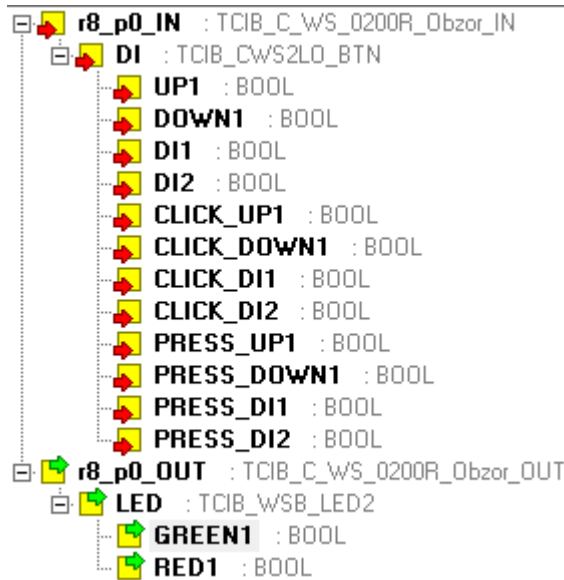 r8_p0_IN : TCIB_C_WS_0200R_Obzor_IN
DI : TCIB_CWS2L0_BTN
UP1 : BOOL
DOWN1 : BOOL
DI1 : BOOL
DI2 : BOOL
CLICK_UP1 : BOOL
CLICK_DOWN1 : BOOL
CLICK_DI1 : BOOL
CLICK_DI2 : BOOL
PRESS_UP1 : BOOL
PRESS_DOWN1 : BOOL
PRESS_DI1 : BOOL
PRESS_DI2 : BOOL
r8_p0_OUT : TCIB_C_WS_0200R_Obzor_OUT
LED : TCIB_WSB_LED2
GREEN1 : BOOL
RED1 : BOOL